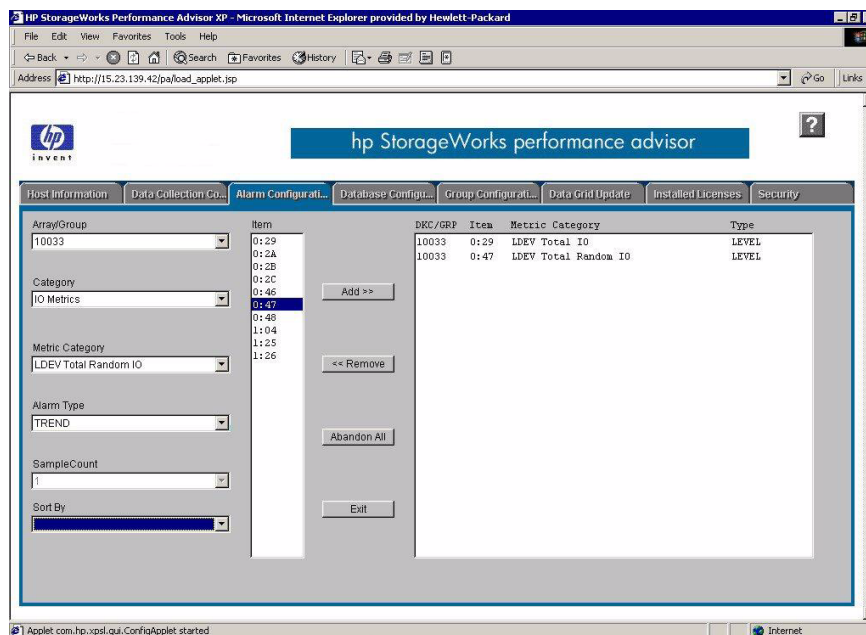 HP StorageWorks Performance Advisor XP - Microsoft Internet Explorer provided by Hewlett-Packard
File Edit View Favorites Tools Help
Back Search Favorites History
Address http://15.23.139.42/pa/load_applet.jsp Go Links
hp
invent
hp StorageWorks performance advisor
?
Host Information Data Collection Co... Alarm Configurati... Database Configu... Group Configurati... Data Grid Update Installed Licenses Security
Array/Group
10033
Category
IO Metrics
Metric Category
LDEV Total Random IO
Alarm Type
TREND
SampleCount
1
Sort By
Item
0:29
0:2A
0:2B
0:2C
0:46
0:47
0:48
1:04
1:25
1:26
Add >>
<< Remove
Abandon All
Exit
DKC/GRP Item Metric Category Type
10033 0:29 LDEV Total IO LEVEL
10033 0:47 LDEV Total Random IO LEVEL
Applet com.hp.xpsl.gui.ConfigApplet started Internet